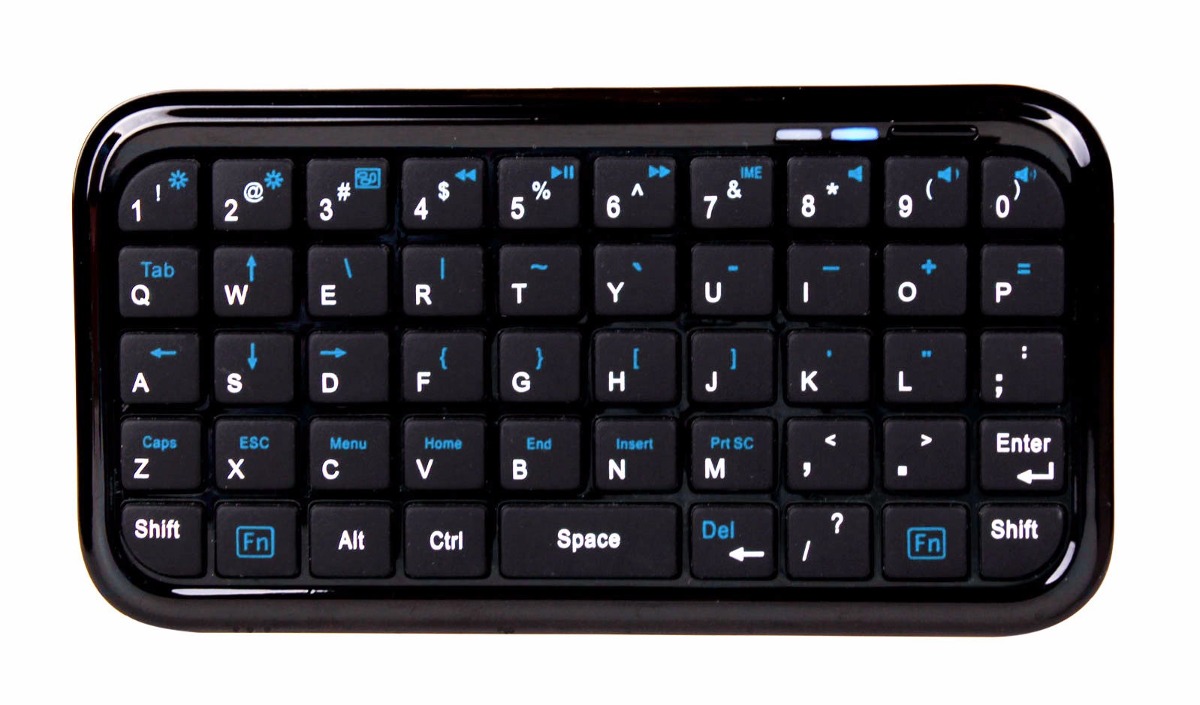 1 ! 2 @ 3 # 4 $ 5 % 6 ^ 7 & IME 8 * 9 ( 0 )
Tab Q W ↑ E \ R | T ~ Y ` U - I — O + P =
A ← S ↓ D → F { G } H [ J ] K ' L " ; :
Caps Z ESC X Menu C Home V End B Insert N Prt SC M , < . > Enter ↵
Shift Fn Alt Ctrl Space Del ← / ? Fn Shift